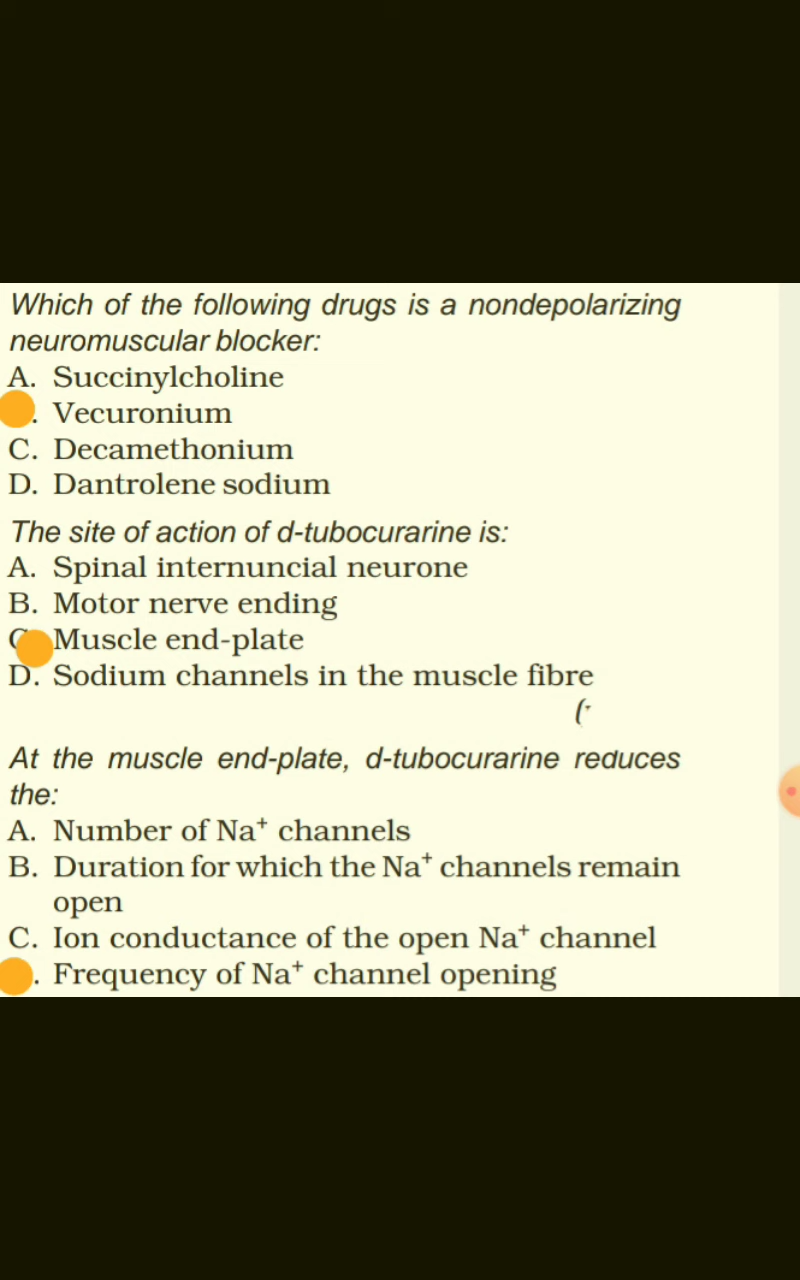 Which of the following drugs is a nondepolarizing
neuromuscular blocker:
A. Succinylcholine
. Vecuronium
C. Decamethonium
D. Dantrolene sodium
The site of action of d-tubocurarine is:
A. Spinal internuncial neurone
B. Motor nerve ending
C Muscle end-plate
D. Sodium channels in the muscle fibre
At the muscle end-plate, d-tubocurarine reduces
the:
A. Number of Na⁺ channels
B. Duration for which the Na⁺ channels remain
open
C. Ion conductance of the open Na⁺ channel
. Frequency of Na⁺ channel opening